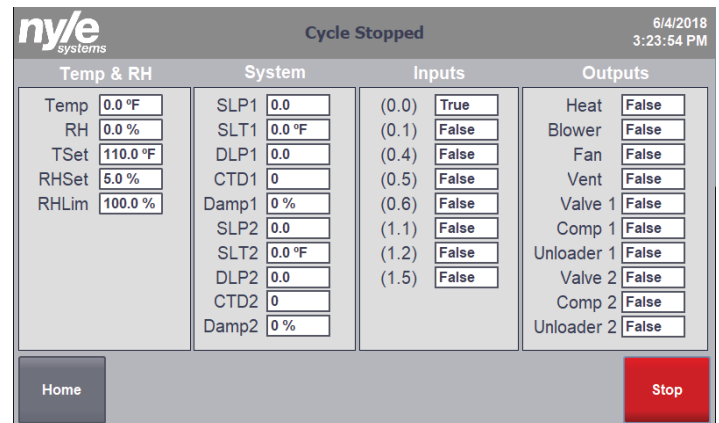 nyle
systems
Cycle Stopped
6/4/2018
3:23:54 PM
Temp & RH
Temp 0.0 ºF
RH 0.0 %
TSet 110.0 ºF
RHSet 5.0 %
RHLim 100.0 %
System
SLP1 0.0
SLT1 0.0 ºF
DLP1 0.0
CTD1 0
Damp1 0 %
SLP2 0.0
SLT2 0.0 ºF
DLP2 0.0
CTD2 0
Damp2 0 %
Inputs
(0.0) True
(0.1) False
(0.4) False
(0.5) False
(0.6) False
(1.1) False
(1.2) False
(1.5) False
Outputs
Heat False
Blower False
Fan False
Vent False
Valve 1 False
Comp 1 False
Unloader 1 False
Valve 2 False
Comp 2 False
Unloader 2 False
Home
Stop